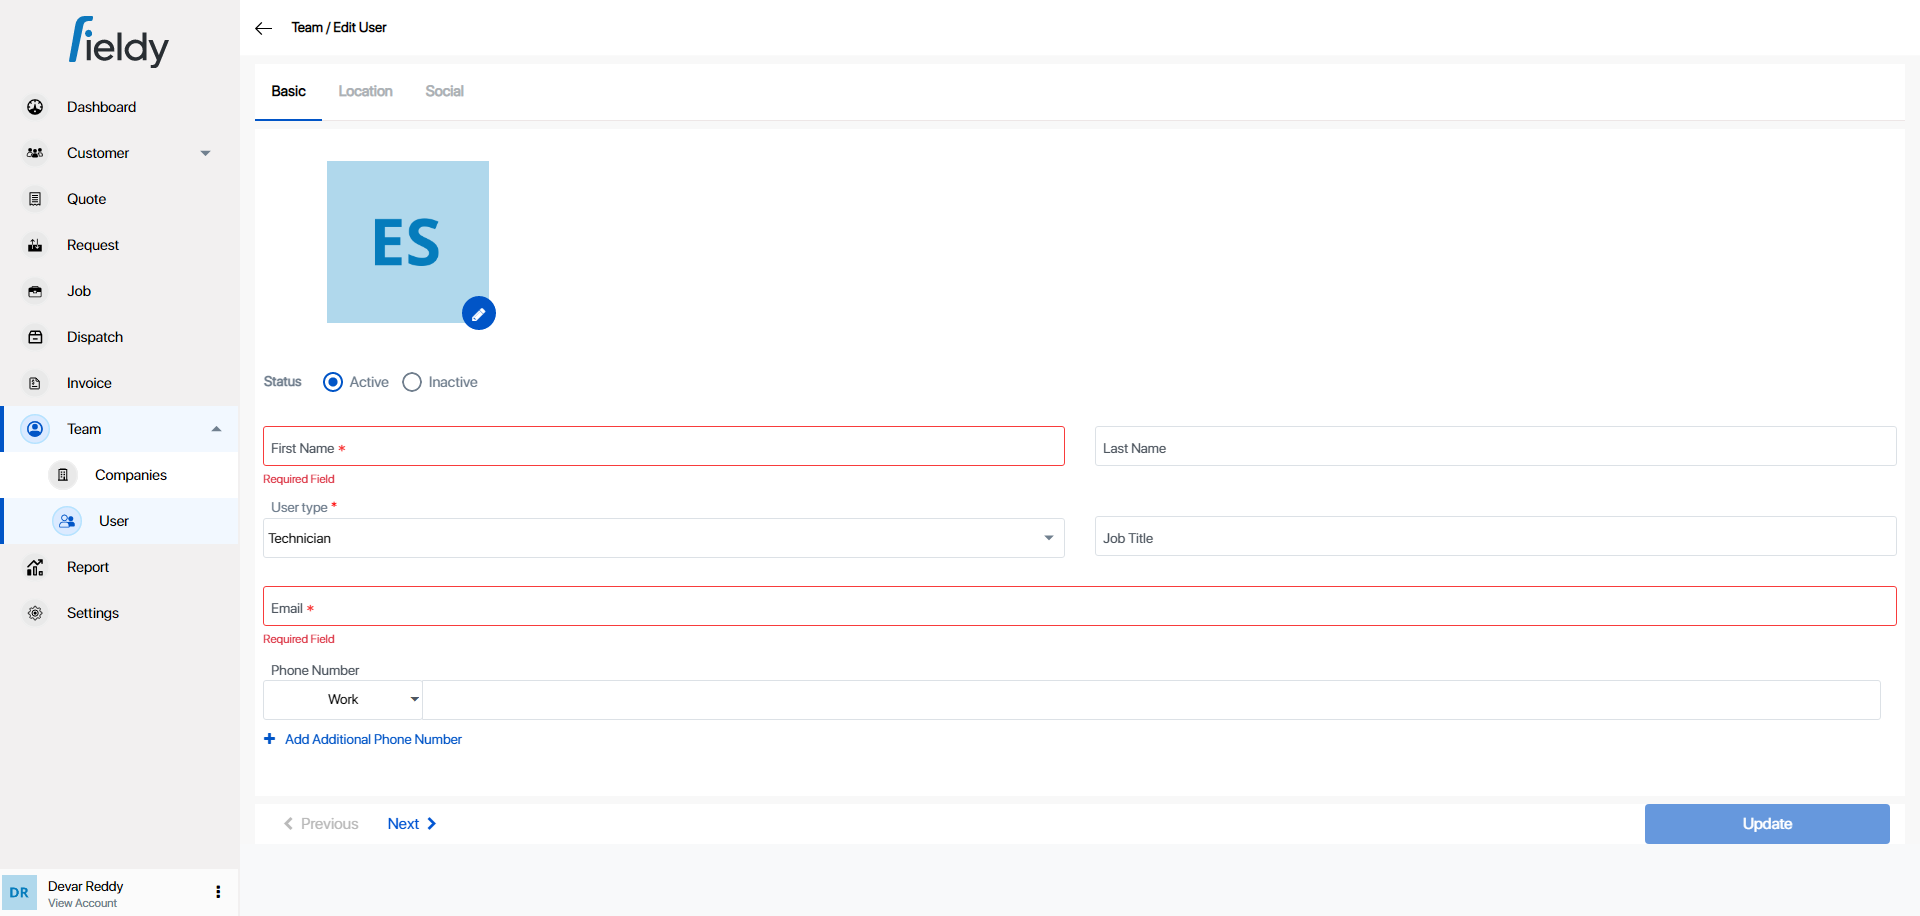 Fieldy
Team / Edit User
Dashboard
Customer
Quote
Request
Job
Dispatch
Invoice
Team
Companies
User
Report
Settings
DR
Devar Reddy
View Account
Basic
Location
Social
ES
Status
Active
Inactive
First Name *
Last Name
Required Field
User type *
Technician
Job Title
Email *
Required Field
Phone Number
Work
+ Add Additional Phone Number
Previous
Next
Update